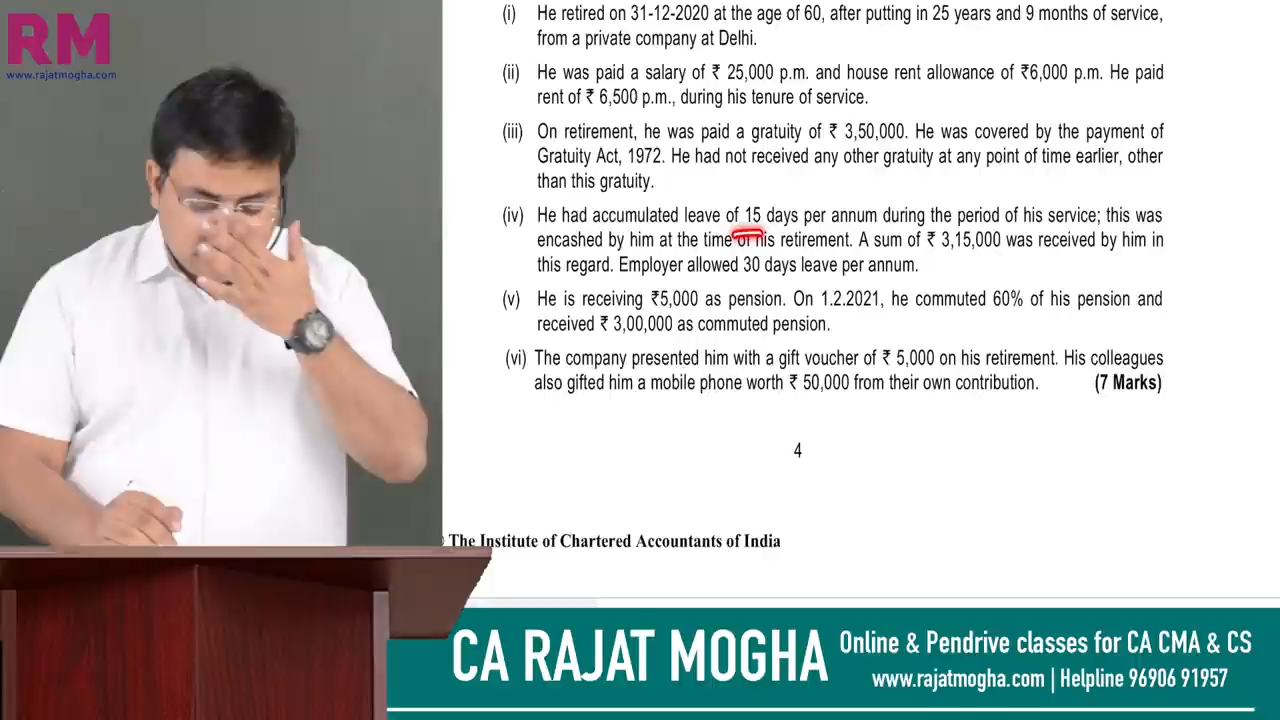 RM
www.rajatmogha.com
(i) He retired on 31-12-2020 at the age of 60, after putting in 25 years and 9 months of service,
from a private company at Delhi.
(ii) He was paid a salary of ₹ 25,000 p.m. and house rent allowance of ₹6,000 p.m. He paid
rent of ₹ 6,500 p.m., during his tenure of service.
(iii) On retirement, he was paid a gratuity of ₹ 3,50,000. He was covered by the payment of
Gratuity Act, 1972. He had not received any other gratuity at any point of time earlier, other
than this gratuity.
(iv) He had accumulated leave of 15 days per annum during the period of his service; this was
encashed by him at the time of his retirement. A sum of ₹ 3,15,000 was received by him in
this regard. Employer allowed 30 days leave per annum.
(v) He is receiving ₹5,000 as pension. On 1.2.2021, he commuted 60% of his pension and
received ₹ 3,00,000 as commuted pension.
(vi) The company presented him with a gift voucher of ₹ 5,000 on his retirement. His colleagues
also gifted him a mobile phone worth ₹ 50,000 from their own contribution. (7 Marks)
4
The Institute of Chartered Accountants of India
CA RAJAT MOGHA
Online & Pendrive classes for CA CMA & CS
www.rajatmogha.com | Helpline 96906 91957